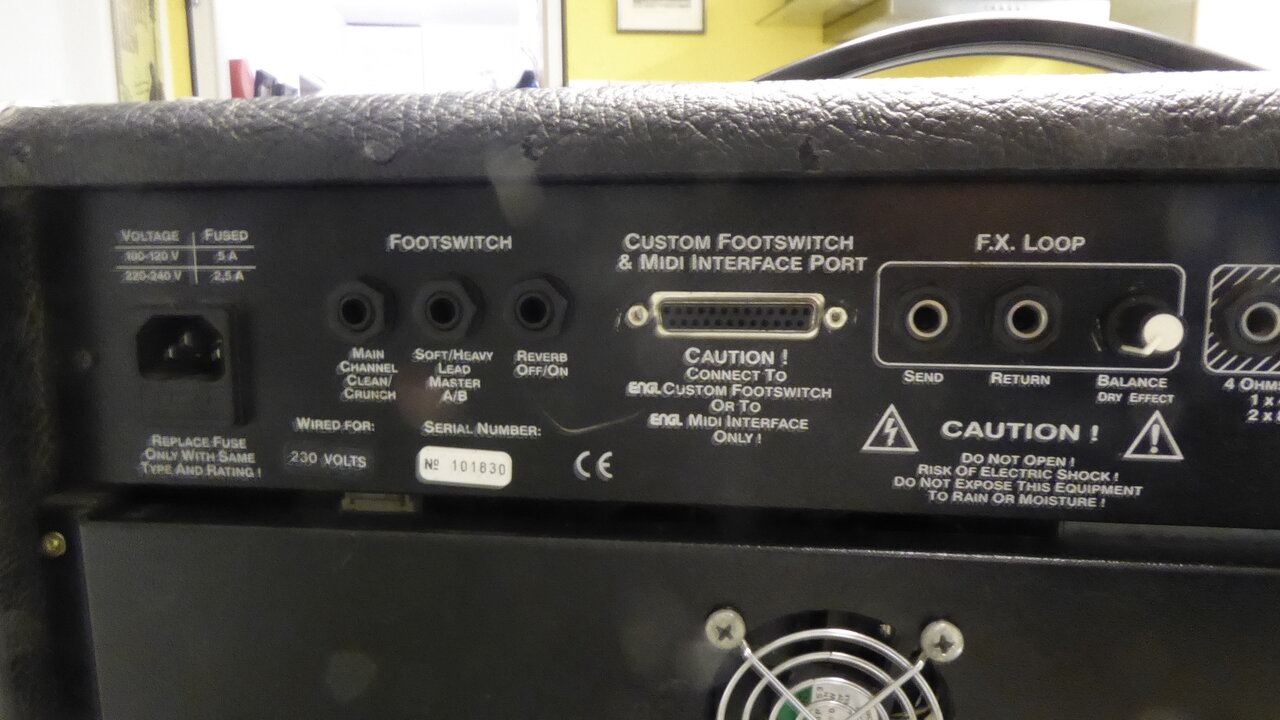 VOLTAGE FUSED
100-120 V 5 A
220-240 V 2,5 A
REPLACE FUSE
ONLY WITH SAME
TYPE AND RATING !
FOOTSWITCH
MAIN
CHANNEL
CLEAN/
CRUNCH
SOFT/HEAVY
LEAD
MASTER
A/B
REVERB
OFF/ON
WIRED FOR:
230 VOLTS
SERIAL NUMBER:
Nº 101830
CE
CUSTOM FOOTSWITCH
& MIDI INTERFACE PORT
CAUTION !
CONNECT TO
ENGL CUSTOM FOOTSWITCH
OR TO
ENGL MIDI INTERFACE
ONLY !
F.X. LOOP
SEND
RETURN
BALANCE
DRY EFFECT
CAUTION !
DO NOT OPEN !
RISK OF ELECTRIC SHOCK !
DO NOT EXPOSE THIS EQUIPMENT
TO RAIN OR MOISTURE !
4 OHMS
1 x
2 x